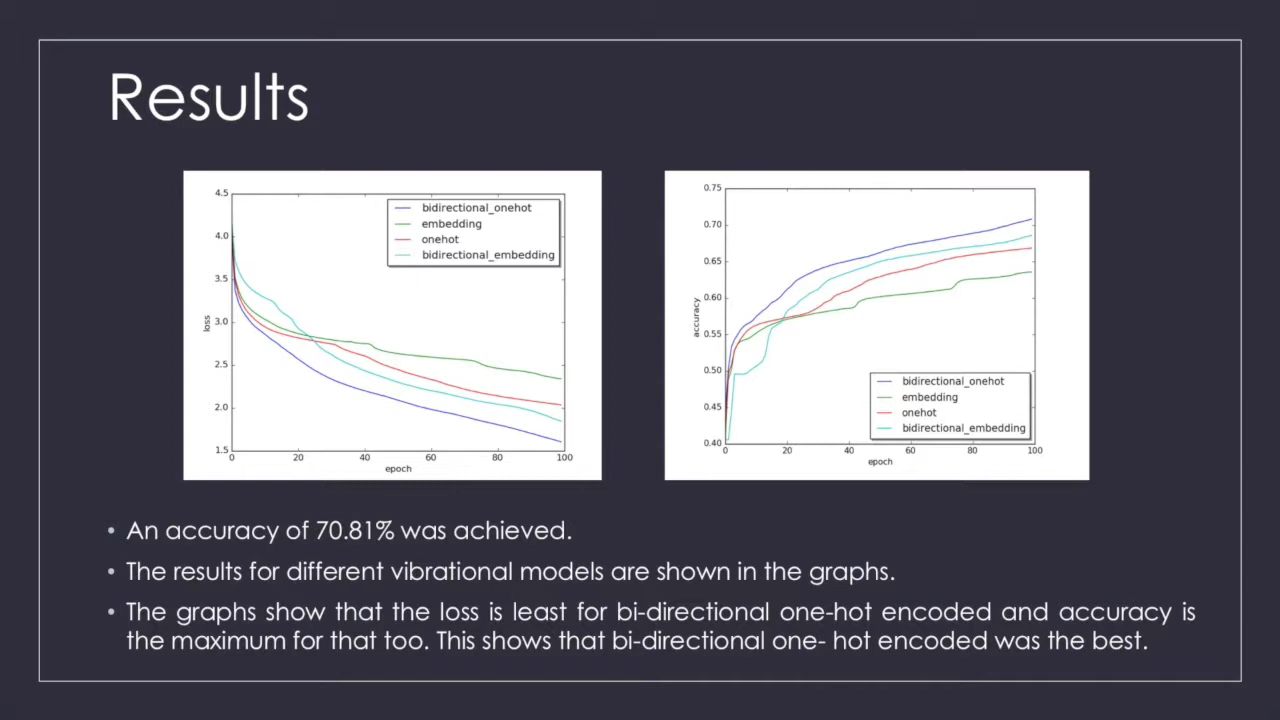 Results
4.5
4.0
3.5
3.0
2.5
2.0
1.5
loss
0 20 40 60 80 100
epoch
bidirectional_onehot
embedding
onehot
bidirectional_embedding
0.75
0.70
0.65
0.60
0.55
0.50
0.45
0.40
accuracy
0 20 40 60 80 100
epoch
bidirectional_onehot
embedding
onehot
bidirectional_embedding
• An accuracy of 70.81% was achieved.
• The results for different vibrational models are shown in the graphs.
• The graphs show that the loss is least for bi-directional one-hot encoded and accuracy is
the maximum for that too. This shows that bi-directional one- hot encoded was the best.